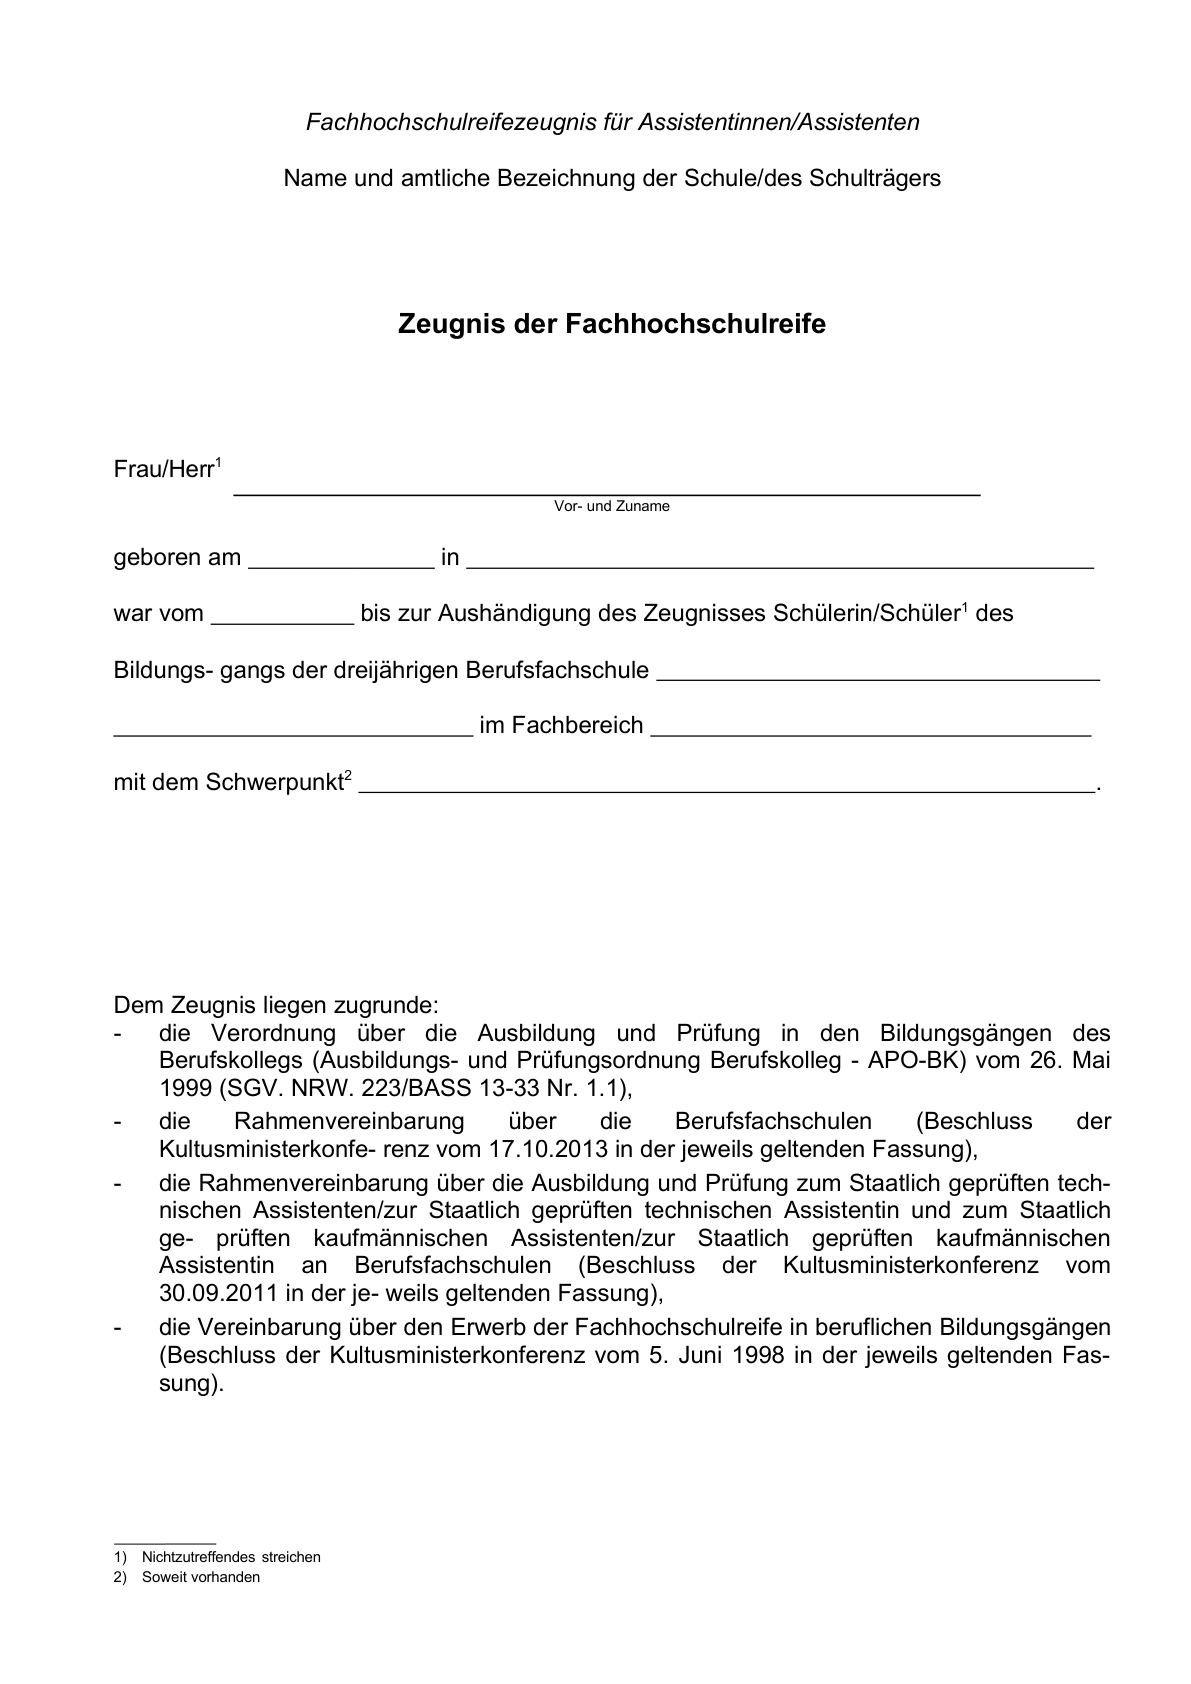 Fachhochschulreifezeugnis für Assistentinnen/Assistenten
Name und amtliche Bezeichnung der Schule/des Schulträgers
Zeugnis der Fachhochschulreife
Frau/Herr1 ____________________
Vor- und Zuname
geboren am ______________ in _______________________________________________
war vom ___________ bis zur Aushändigung des Zeugnisses Schülerin/Schüler1 des
Bildungs- gangs der dreijährigen Berufsfachschule _________________________________
___________________________ im Fachbereich _________________________________
mit dem Schwerpunkt2 _______________________________________________________.
Dem Zeugnis liegen zugrunde:
- die Verordnung über die Ausbildung und Prüfung in den Bildungsgängen des
Berufskollegs (Ausbildungs- und Prüfungsordnung Berufskolleg - APO-BK) vom 26. Mai
1999 (SGV. NRW. 223/BASS 13-33 Nr. 1.1),
- die Rahmenvereinbarung über die Berufsfachschulen (Beschluss der
Kultusministerkonfe- renz vom 17.10.2013 in der jeweils geltenden Fassung),
- die Rahmenvereinbarung über die Ausbildung und Prüfung zum Staatlich geprüften tech-
nischen Assistenten/zur Staatlich geprüften technischen Assistentin und zum Staatlich
ge- prüften kaufmännischen Assistenten/zur Staatlich geprüften kaufmännischen
Assistentin an Berufsfachschulen (Beschluss der Kultusministerkonferenz vom
30.09.2011 in der je- weils geltenden Fassung),
- die Vereinbarung über den Erwerb der Fachhochschulreife in beruflichen Bildungsgängen
(Beschluss der Kultusministerkonferenz vom 5. Juni 1998 in der jeweils geltenden Fas-
sung).
1) Nichtzutreffendes streichen
2) Soweit vorhanden